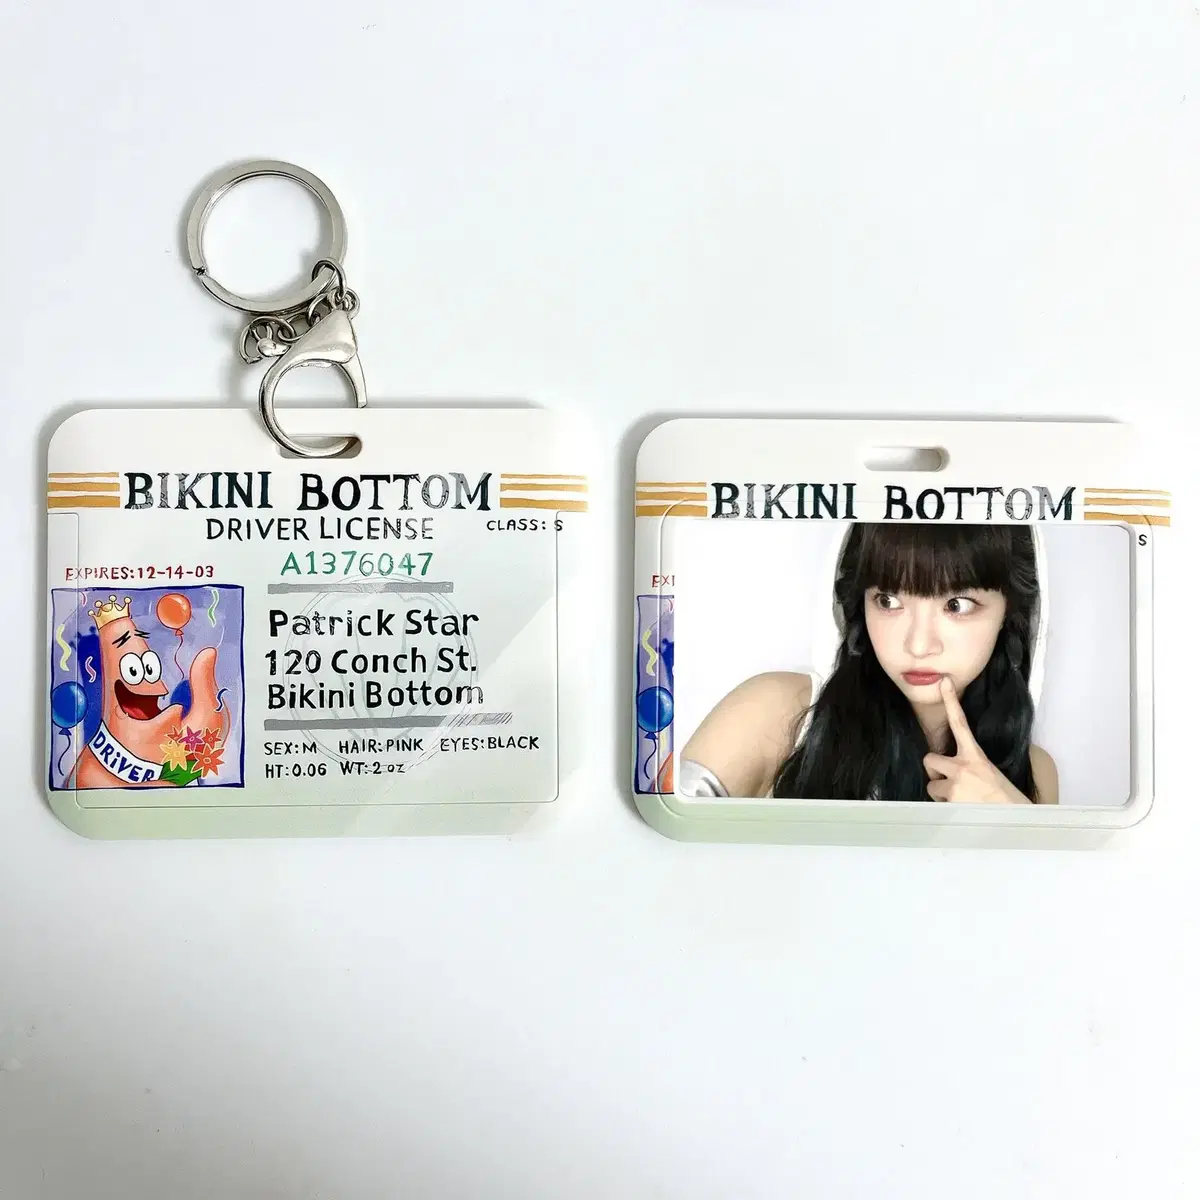 BIKINI BOTTOM
DRIVER LICENSE
CLASS: S
A1376047
EXPIRES:12-14-03
Patrick Star
120 Conch St.
Bikini Bottom
SEX:M HAIR:PINK EYES:BLACK
HT:0.06 WT:2 oz
DRIVER
BIKINI BOTTOM
S
EXI